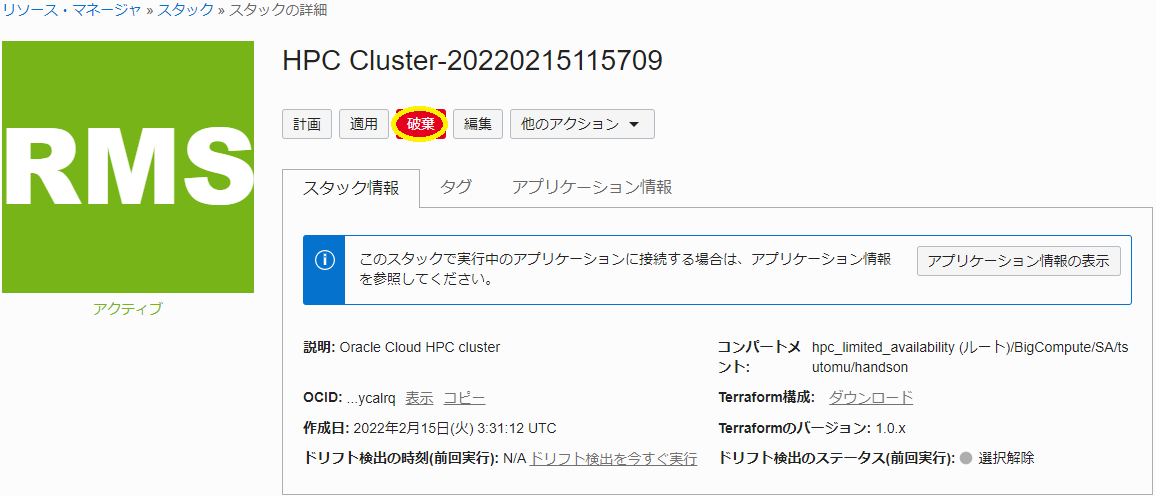 リソース・マネージャ » スタック » スタックの詳細
RMS
アクティブ
HPC Cluster-20220215115709
計画 適用 破棄 編集 他のアクション
スタック情報 タグ アプリケーション情報
このスタックで実行中のアプリケーションに接続する場合は、アプリケーション情報
を参照してください。
アプリケーション情報の表示
説明: Oracle Cloud HPC cluster
コンパートメ hpc_limited_availability (ルート)/BigCompute/SA/ts
ント: utomu/handson
OCID: ...ycalrq 表示 コピー
Terraform構成: ダウンロード
作成日: 2022年2月15日(火) 3:31:12 UTC
Terraformのバージョン: 1.0.x
ドリフト検出の時刻(前回実行): N/A ドリフト検出を今すぐ実行
ドリフト検出のステータス(前回実行): 選択解除